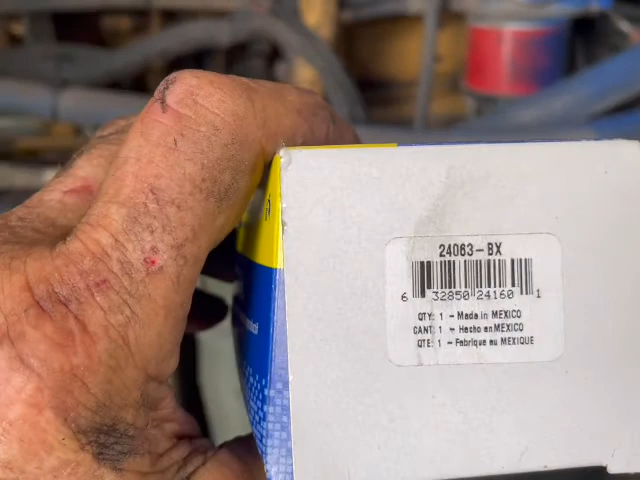 24063-BX
6 32850 24160 1
QTY: 1 - Made in MEXICO
CANT: 1 - Hecho en MEXICO
QTE: 1 - Fabrique au MEXIQUE